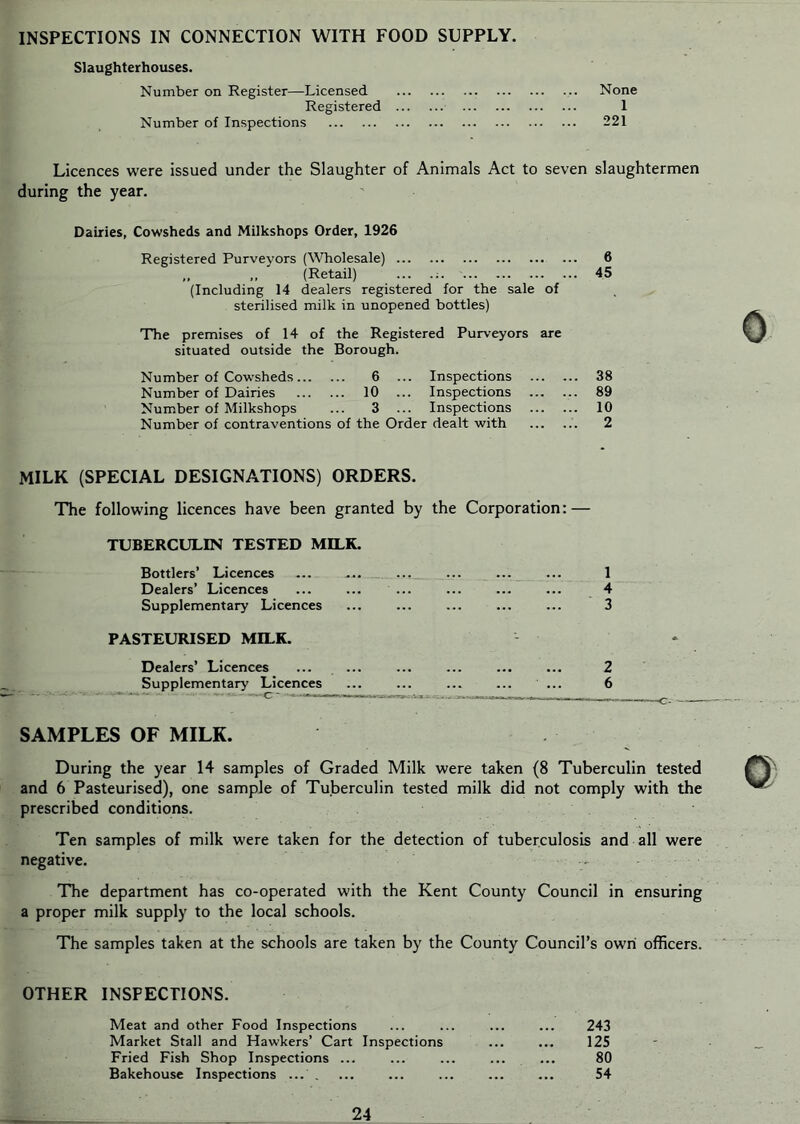 INSPECTIONS IN CONNECTION WITH FOOD SUPPLY.
Slaughterhouses.
Number on Register—Licensed ... ... ... ... ... ... None
Registered ... ... ... ... ... ... 1
Number of Inspections ... ... ... ... ... ... ... ... 221
Licences were issued under the Slaughter of Animals Act to seven slaughtermen
during the year.
Dairies, Cowsheds and Milkshops Order, 1926
Registered Purveyors (Wholesale) ... ... ... ... ... ... 6
„ „ (Retail) ... ... ... ... ... ... 45
(Including 14 dealers registered for the sale of
sterilised milk in unopened bottles)
The premises of 14 of the Registered Purveyors are
situated outside the Borough.
Number of Cowsheds... ... 6 ... Inspections ... ... 38
Number of Dairies ... ... 10 ... Inspections ... ... 89
Number of Milkshops ... 3 ... Inspections ... ... 10
Number of contraventions of the Order dealt with ... ... 2
MILK (SPECIAL DESIGNATIONS) ORDERS.
The following licences have been granted by the Corporation: —
TUBERCULIN TESTED MILK.
Bottlers' Licences ... ... ... ... ... ... 1
Dealers' Licences ... ... ... ... ... ... 4
Supplementary Licences ... ... ... ... ... 3
PASTEURISED MILK.
Dealers' Licences ... ... ... ... ... ... 2
Supplementary Licences ... ... ... ... ... 6
SAMPLES OF MILK.
During the year 14 samples of Graded Milk were taken (8 Tuberculin tested
and 6 Pasteurised), one sample of Tuberculin tested milk did not comply with the
prescribed conditions.
Ten samples of milk were taken for the detection of tuberculosis and all were
negative.
The department has co-operated with the Kent County Council in ensuring
a proper milk supply to the local schools.
The samples taken at the schools are taken by the County Council's own officers.
OTHER INSPECTIONS.
Meat and other Food Inspections ... ... ... ... 243
Market Stall and Hawkers' Cart Inspections ... ... 125
Fried Fish Shop Inspections ... ... ... ... ... 80
Bakehouse Inspections ... . ... ... ... ... ... 54
24